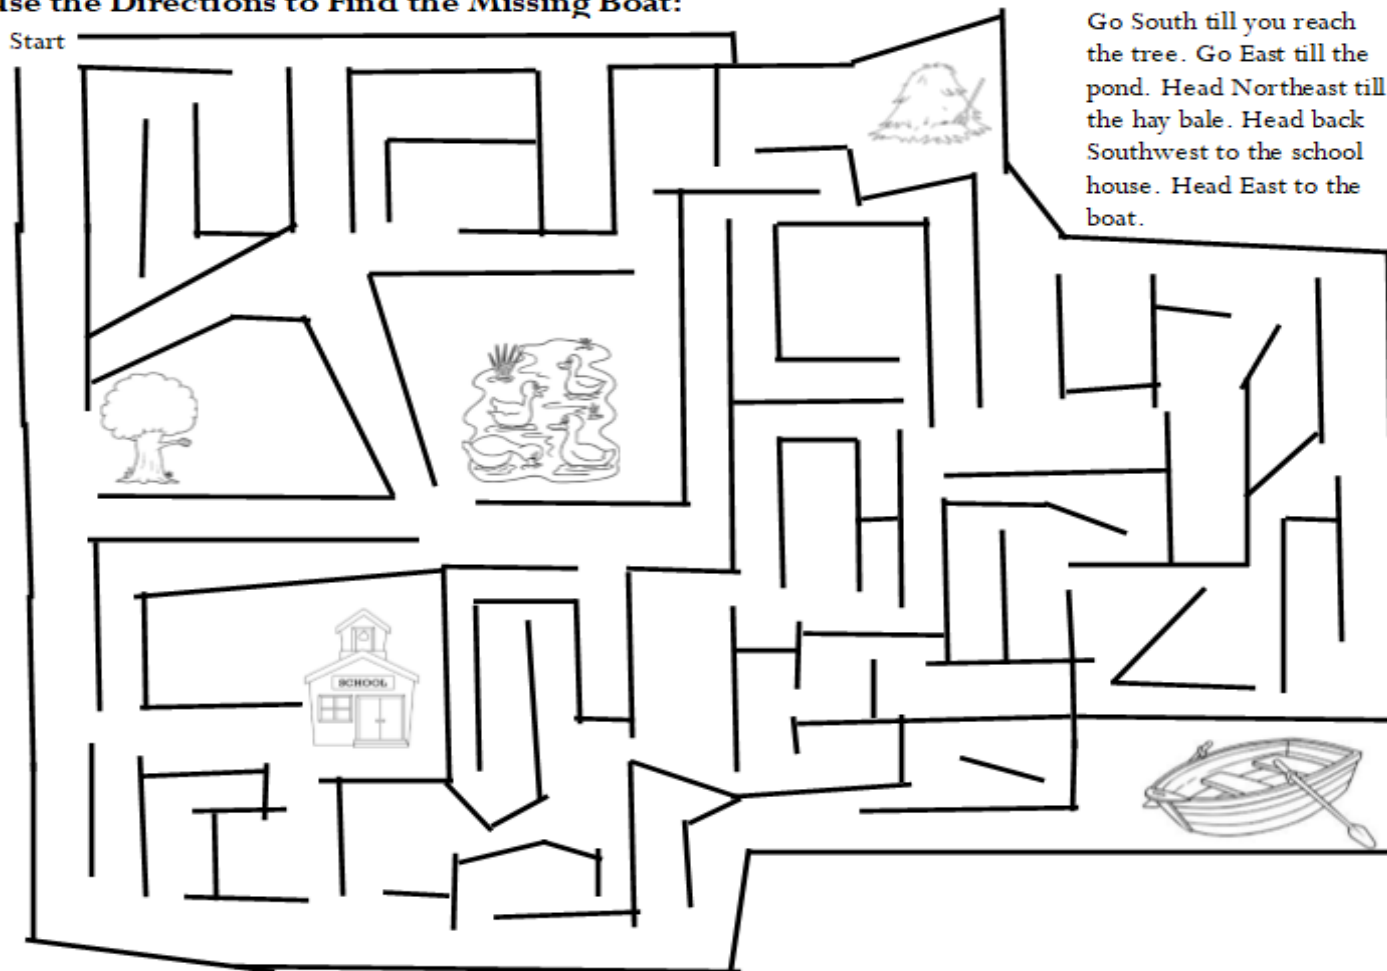 use the Directions to Find the Missing Boat:
Start
Go South till you reach
the tree. Go East till the
pond. Head Northeast till
the hay bale. Head back
Southwest to the school
house. Head East to the
boat.
SCHOOL